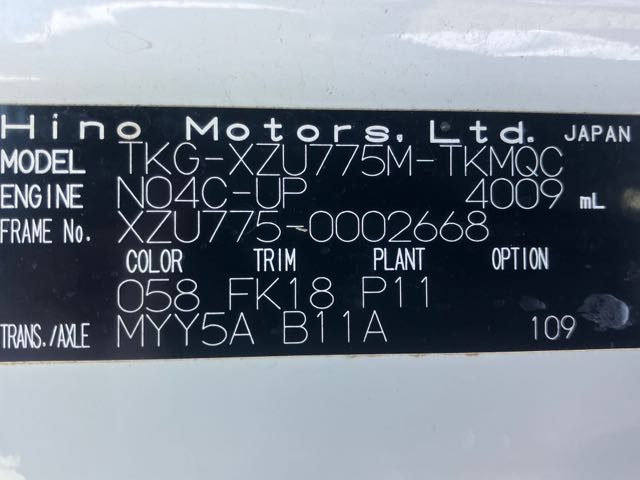 Hino Motors, Ltd. JAPAN
MODEL TKG-XZU775M-TKMQC
ENGINE N04C-UP 4009 mL
FRAME No. XZU775-0002668
COLOR TRIM PLANT OPTION
058 FK18 P11
TRANS./AXLE MYY5A B11A 109